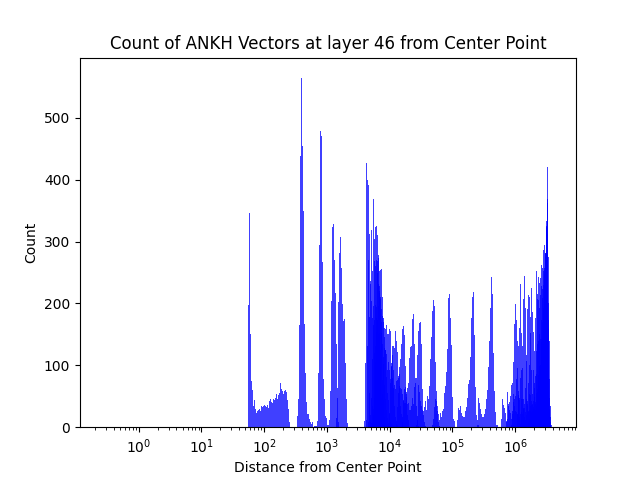 Count of ANKH Vectors at layer 46 from Center Point
Count
500
400
300
200
100
0
10^0 10^1 10^2 10^3 10^4 10^5 10^6
Distance from Center Point